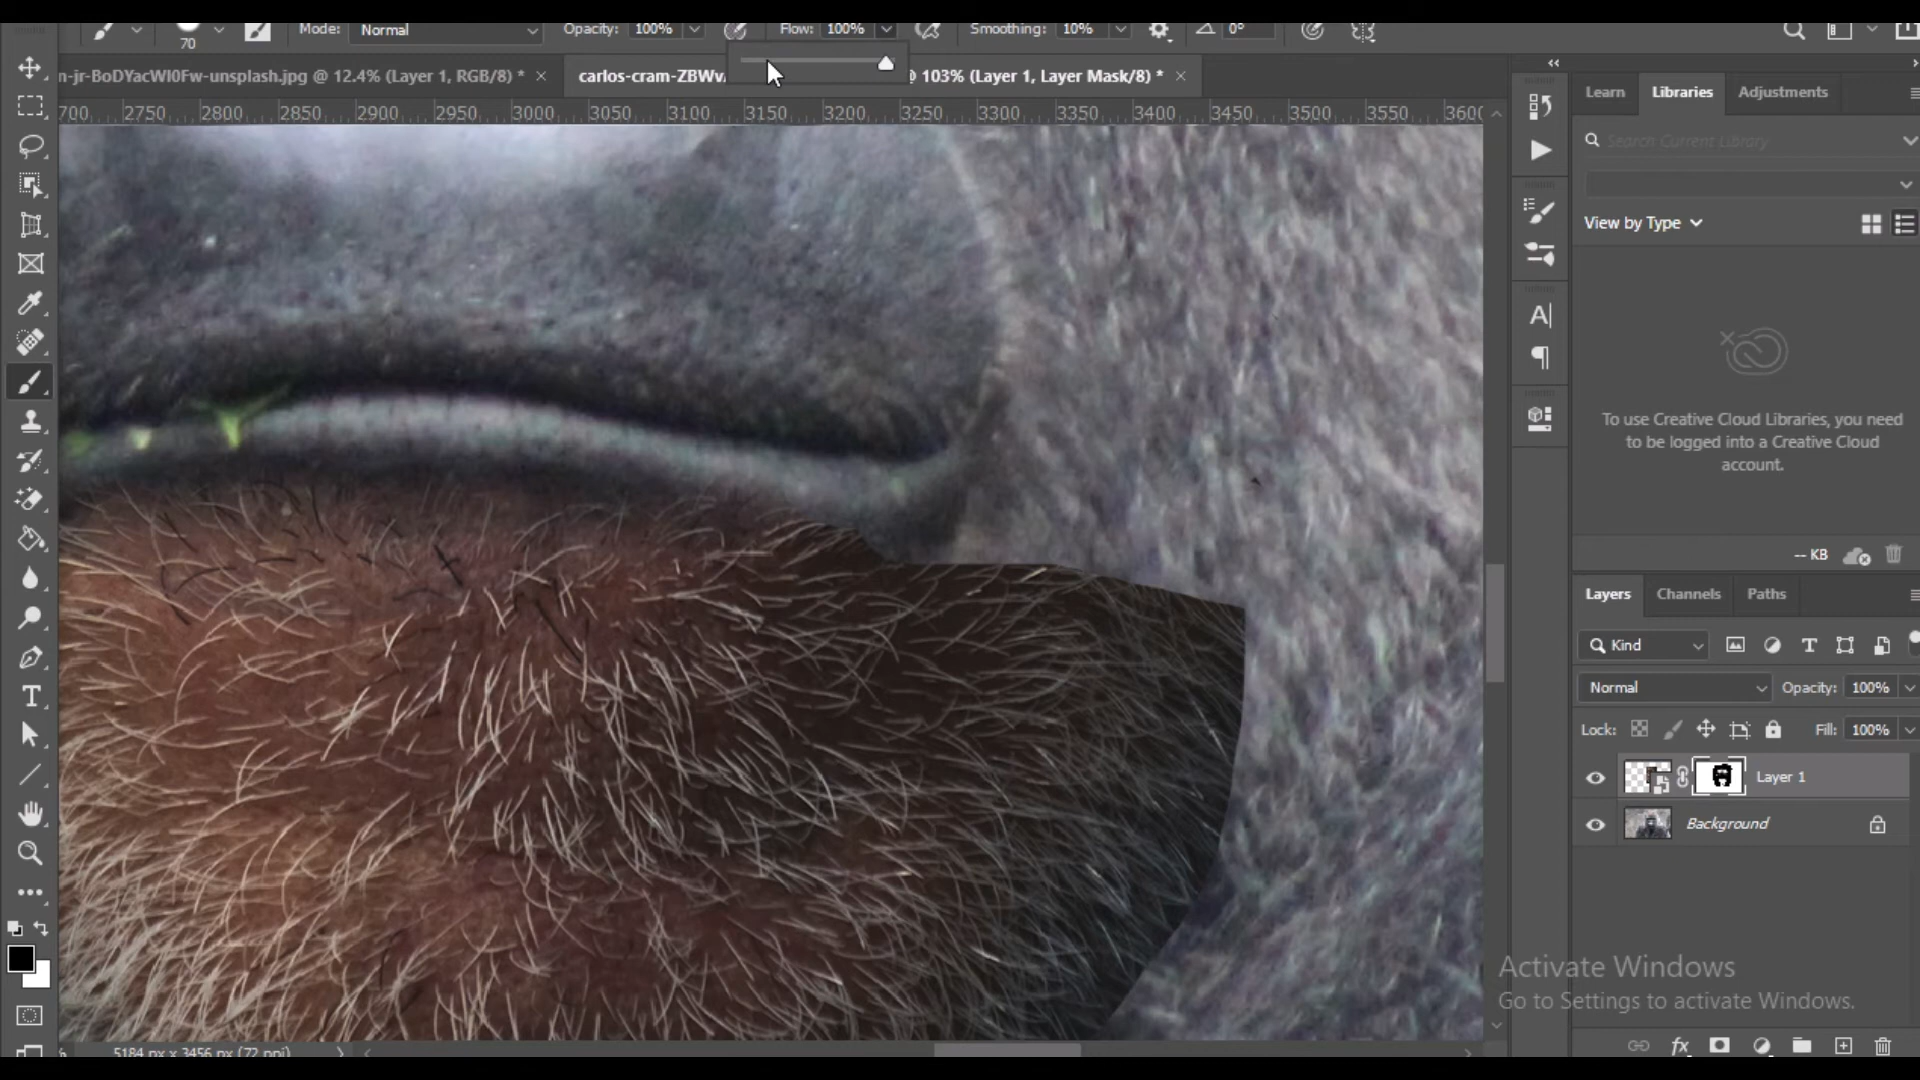 70
Mode: Normal
Opacity: 100%
Flow: 100%
Smoothing: 10%
0°
n-jr-BoDYacWI0Fw-unsplash.jpg @ 12.4% (Layer 1, RGB/8) *
carlos-cram-ZBWv
@ 103% (Layer 1, Layer Mask/8) *
700 2750 2800 2850 2900 2950 3000 3050 3100 3150 3200 3250 3300 3350 3400 3450 3500 3550 3600
Learn
Libraries
Adjustments
Search Current Library
View by Type
To use Creative Cloud Libraries, you need
to be logged into a Creative Cloud
account.
-- KB
Layers
Channels
Paths
Kind
Normal
Opacity: 100%
Lock:
Fill: 100%
Layer 1
Background
Activate Windows
Go to Settings to activate Windows.
5184 px x 3456 px (72 ppi)